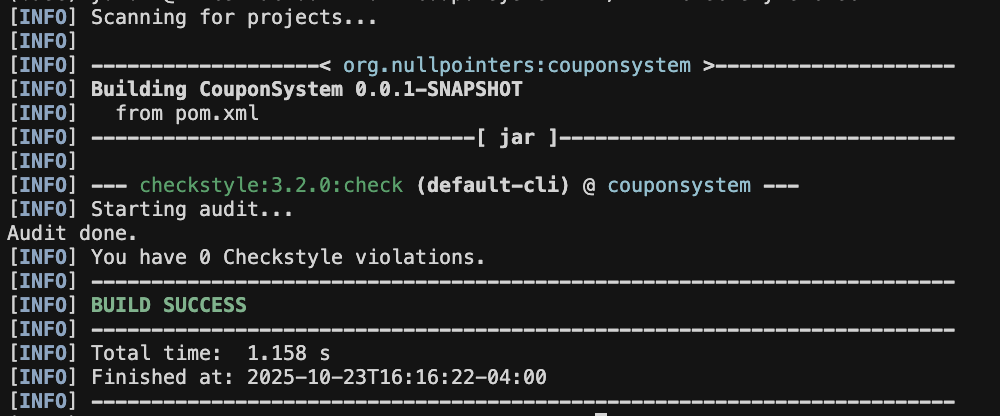 [INFO] Scanning for projects...
[INFO]
[INFO] -------------------< org.nullpointers:couponsystem >--------------------
[INFO] Building CouponSystem 0.0.1-SNAPSHOT
[INFO]   from pom.xml
[INFO] --------------------------------[ jar ]---------------------------------
[INFO]
[INFO] --- checkstyle:3.2.0:check (default-cli) @ couponsystem ---
[INFO] Starting audit...
Audit done.
[INFO] You have 0 Checkstyle violations.
[INFO] ------------------------------------------------------------------------
[INFO] BUILD SUCCESS
[INFO] ------------------------------------------------------------------------
[INFO] Total time:  1.158 s
[INFO] Finished at: 2025-10-23T16:16:22-04:00
[INFO] ------------------------------------------------------------------------